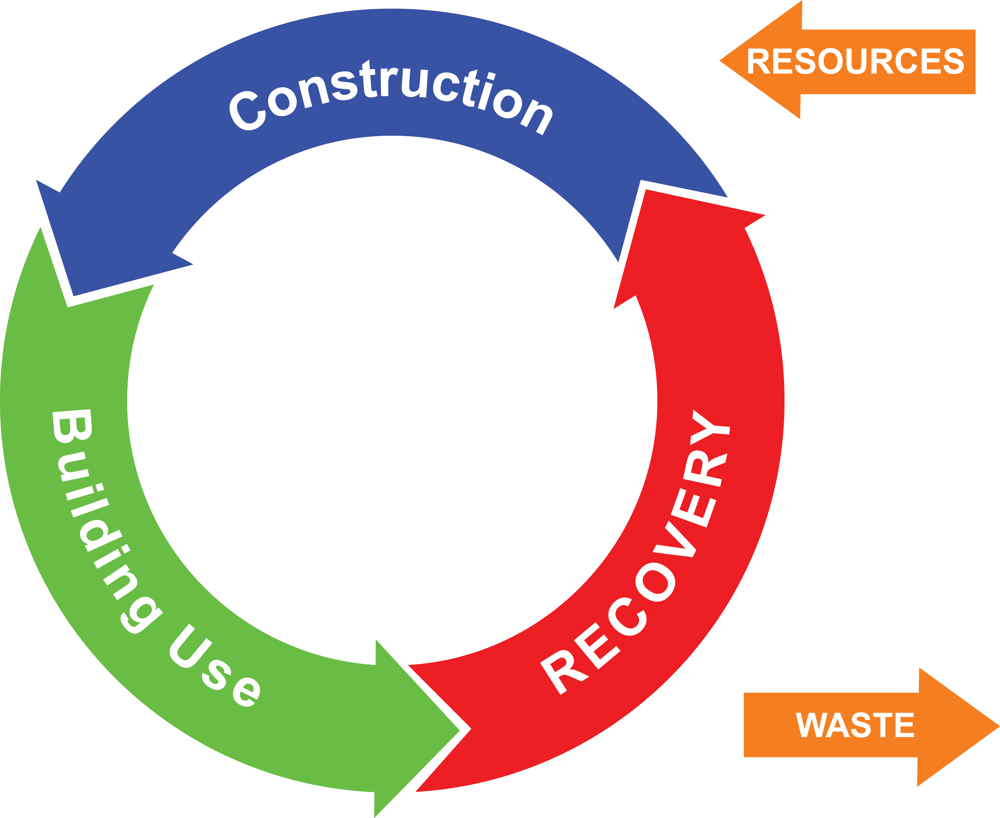 Construction
RESOURCES
Building Use
RECOVERY
WASTE